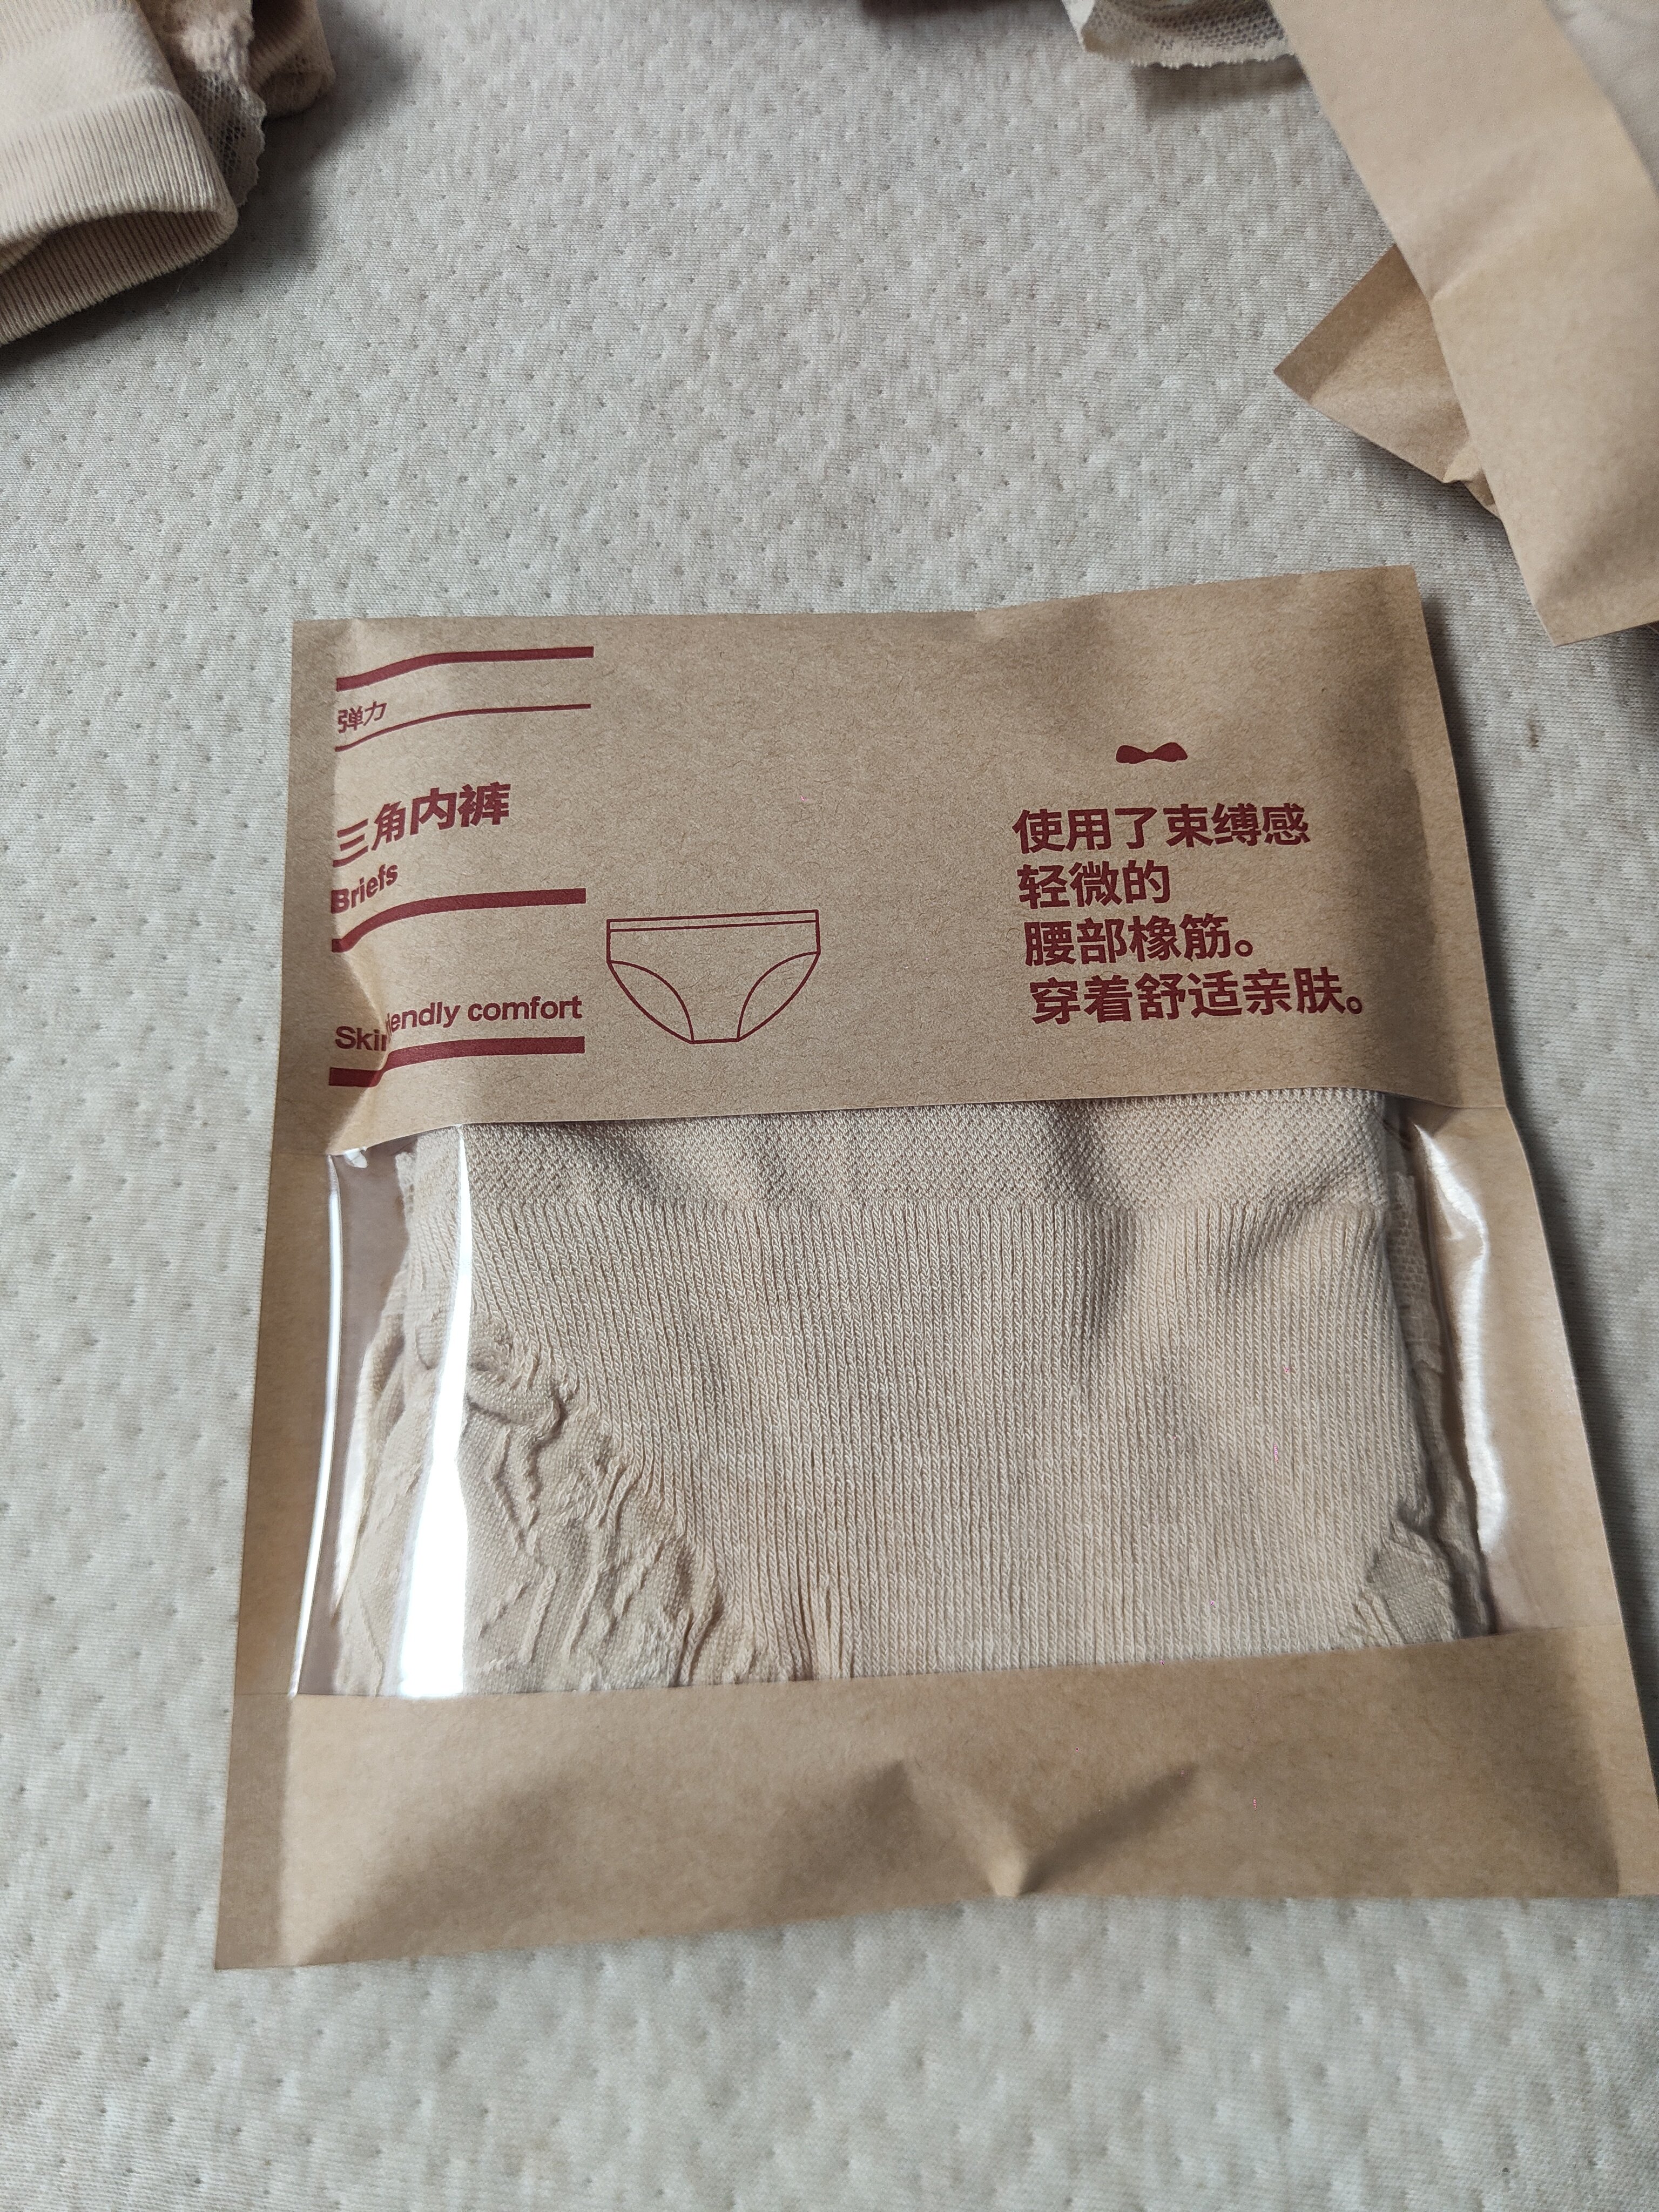 弹力
三角内裤
Briefs
comfort
使用了束缚感
轻微的
腰部橡筋。
穿着舒适亲肤。